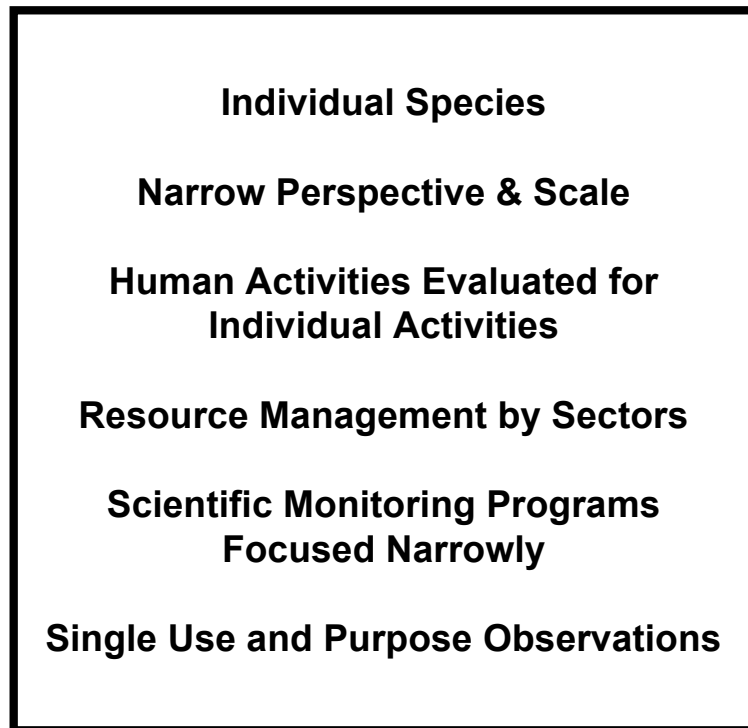 Individual Species
Narrow Perspective & Scale
Human Activities Evaluated for
Individual Activities
Resource Management by Sectors
Scientific Monitoring Programs
Focused Narrowly
Single Use and Purpose Observations